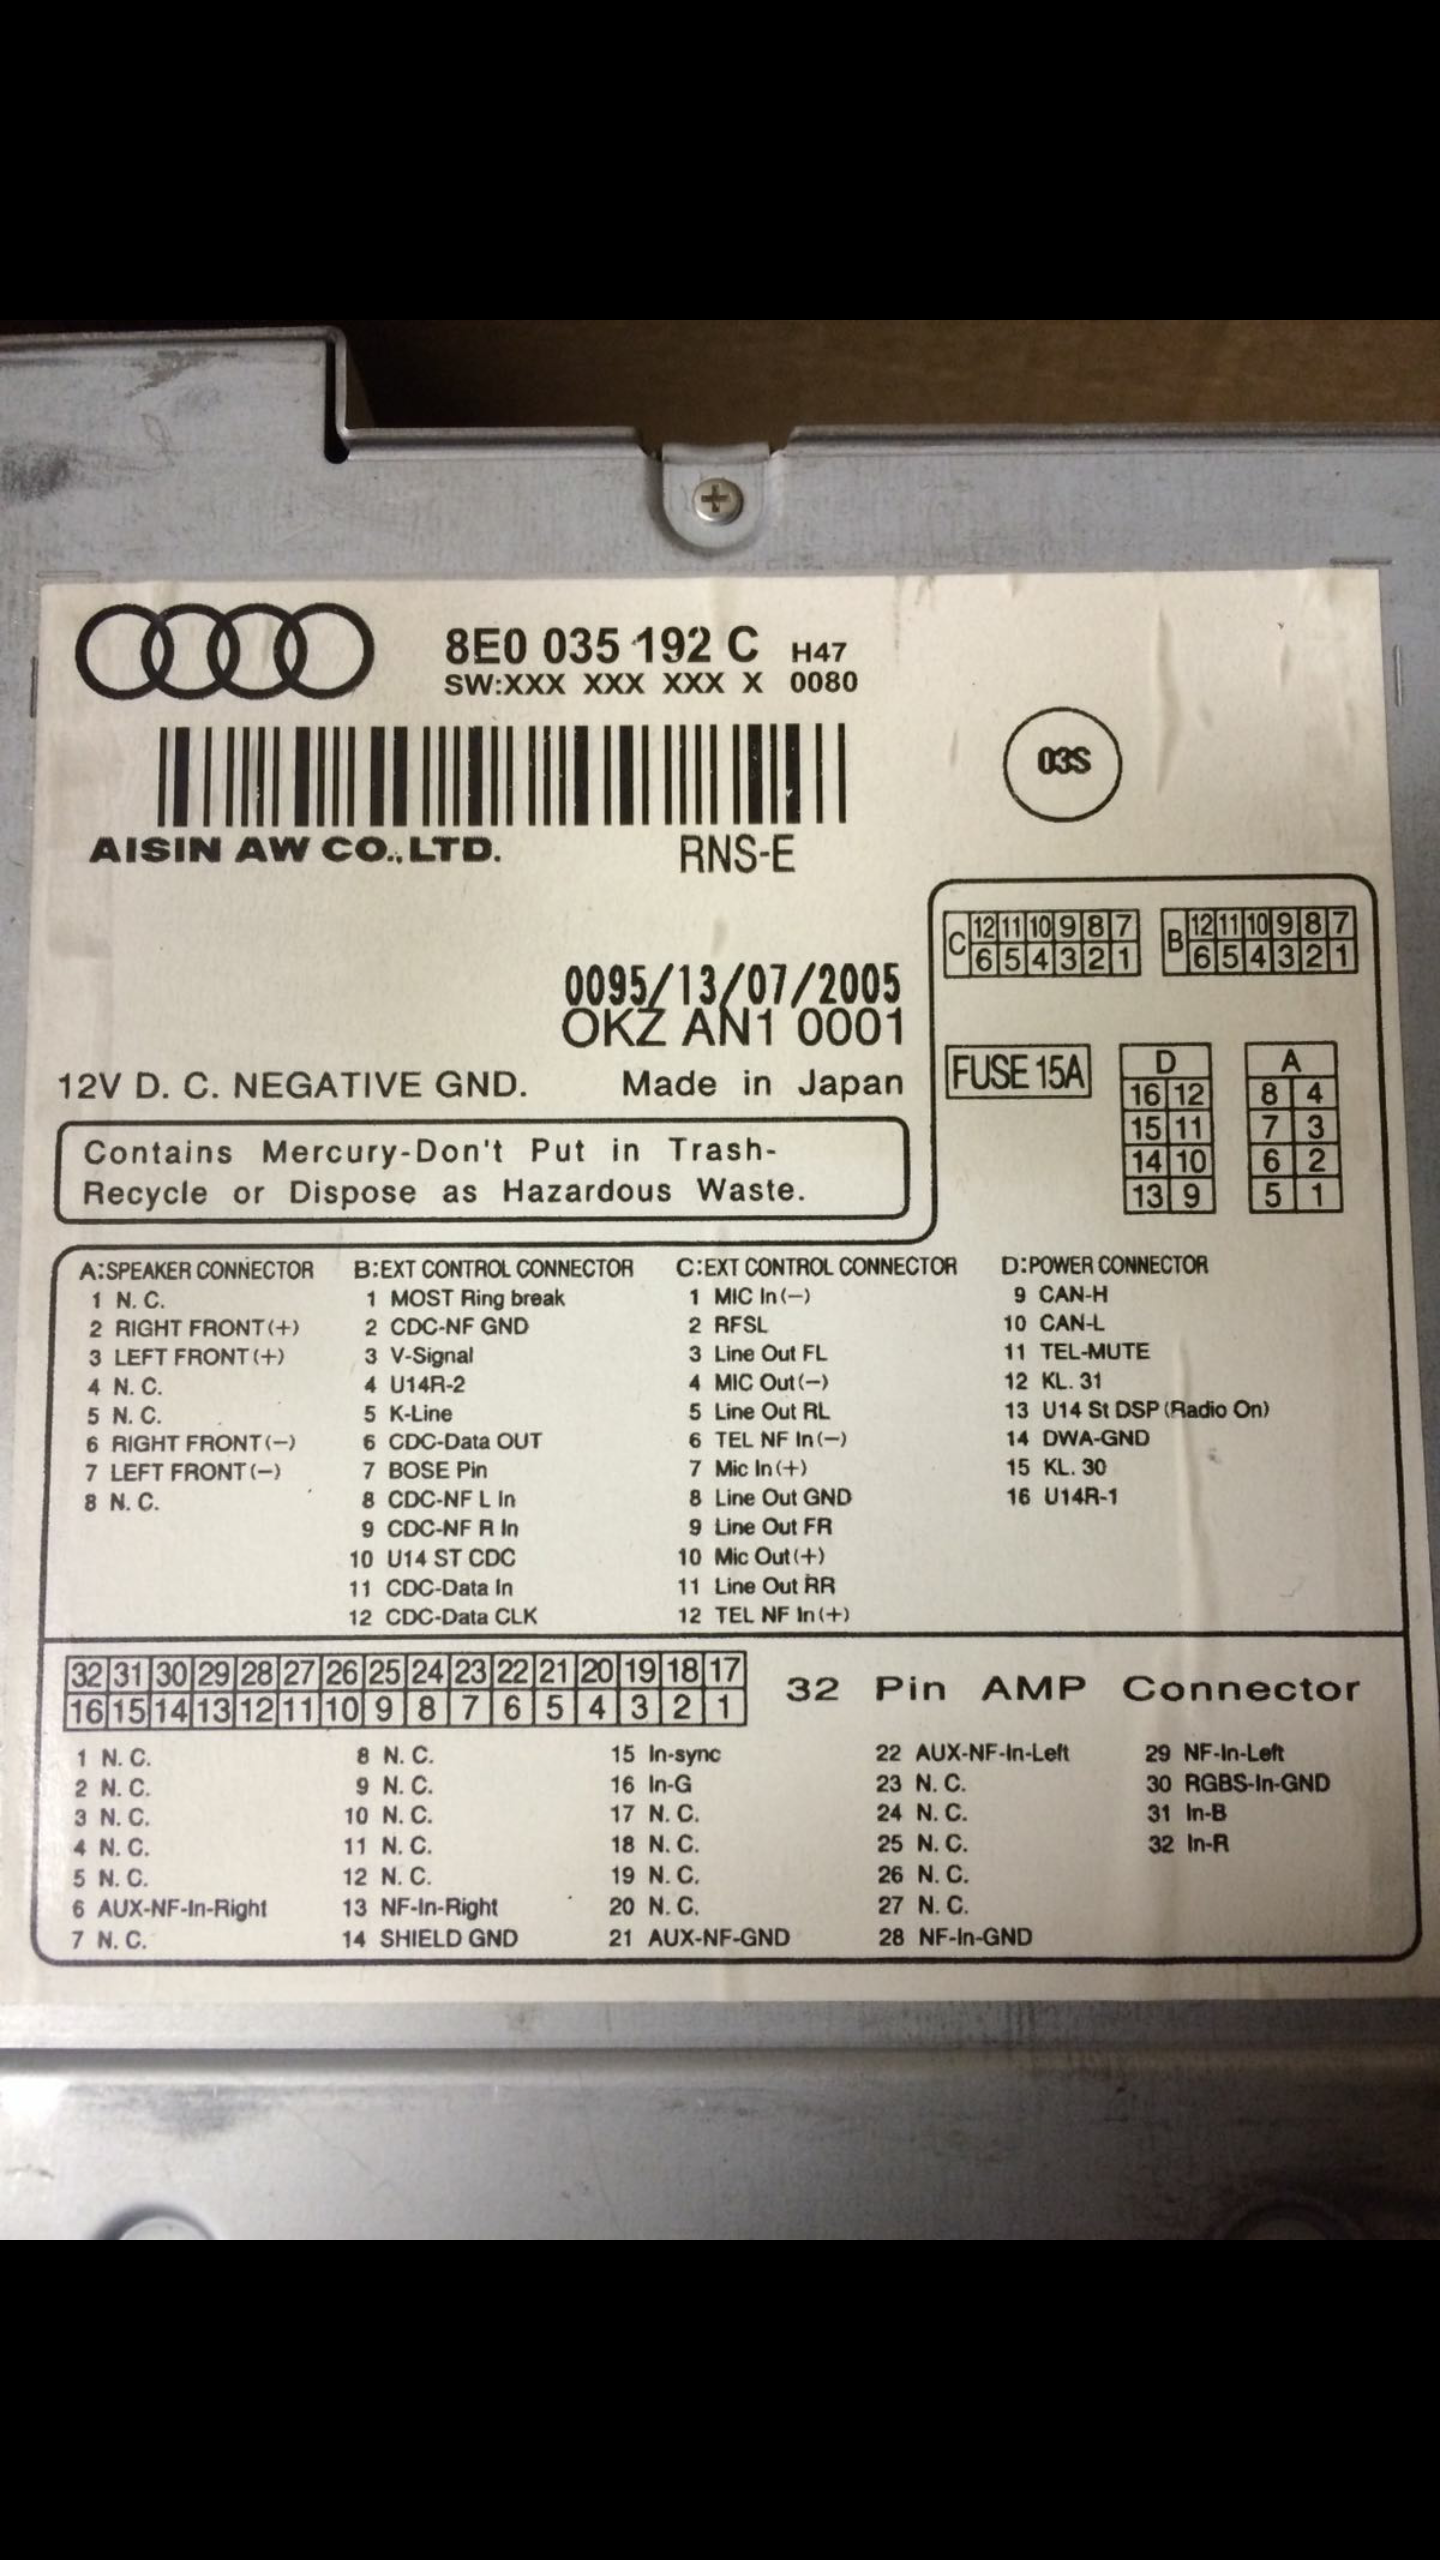 8E0 035 192 C H47
SW:XXX XXX XXX X 0080
03S
AISIN AW CO.,LTD. RNS-E
C 12 11 10 9 8 7
6 5 4 3 2 1
B 12 11 10 9 8 7
6 5 4 3 2 1
0095/13/07/2005
OKZ AN1 0001
12V D. C. NEGATIVE GND. Made in Japan
FUSE 15A
D
16 12
15 11
14 10
13 9
A
8 4
7 3
6 2
5 1
Contains Mercury-Don't Put in Trash-
Recycle or Dispose as Hazardous Waste.
A:SPEAKER CONNECTOR
1 N. C.
2 RIGHT FRONT(+)
3 LEFT FRONT(+)
4 N. C.
5 N. C.
6 RIGHT FRONT(−)
7 LEFT FRONT(−)
8 N. C.
B:EXT CONTROL CONNECTOR
1 MOST Ring break
2 CDC-NF GND
3 V-Signal
4 U14R-2
5 K-Line
6 CDC-Data OUT
7 BOSE Pin
8 CDC-NF L In
9 CDC-NF R In
10 U14 ST CDC
11 CDC-Data In
12 CDC-Data CLK
C:EXT CONTROL CONNECTOR
1 MIC In(−)
2 RFSL
3 Line Out FL
4 MIC Out(−)
5 Line Out RL
6 TEL NF In(−)
7 Mic In(+)
8 Line Out GND
9 Line Out FR
10 Mic Out(+)
11 Line Out RR
12 TEL NF In(+)
D:POWER CONNECTOR
9 CAN-H
10 CAN-L
11 TEL-MUTE
12 KL. 31
13 U14 St DSP(Radio On)
14 DWA-GND
15 KL. 30
16 U14R-1
32 31 30 29 28 27 26 25 24 23 22 21 20 19 18 17
16 15 14 13 12 11 10 9 8 7 6 5 4 3 2 1
32 Pin AMP Connector
1 N. C.
2 N. C.
3 N. C.
4 N. C.
5 N. C.
6 AUX-NF-In-Right
7 N. C.
8 N. C.
9 N. C.
10 N. C.
11 N. C.
12 N. C.
13 NF-In-Right
14 SHIELD GND
15 In-sync
16 In-G
17 N. C.
18 N. C.
19 N. C.
20 N. C.
21 AUX-NF-GND
22 AUX-NF-In-Left
23 N. C.
24 N. C.
25 N. C.
26 N. C.
27 N. C.
28 NF-In-GND
29 NF-In-Left
30 RGBS-In-GND
31 In-B
32 In-R